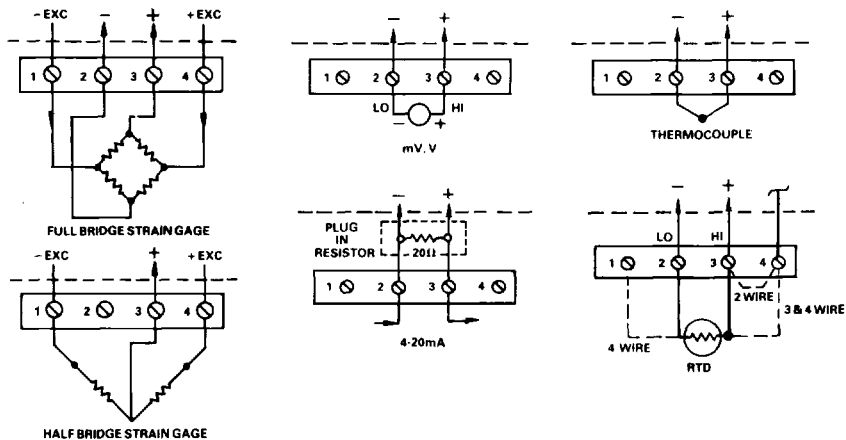 – EXC – + +EXC
1 2 3 4
FULL BRIDGE STRAIN GAGE
– EXC + +EXC
1 2 3 4
HALF BRIDGE STRAIN GAGE
– +
1 2 3 4
LO HI
– +
mV, V
– +
PLUG
IN
RESISTOR
20Ω
1 2 3 4
4-20mA
– +
1 2 3 4
THERMOCOUPLE
– +
LO HI
1 2 3 4
2 WIRE
3 & 4 WIRE
4 WIRE
RTD